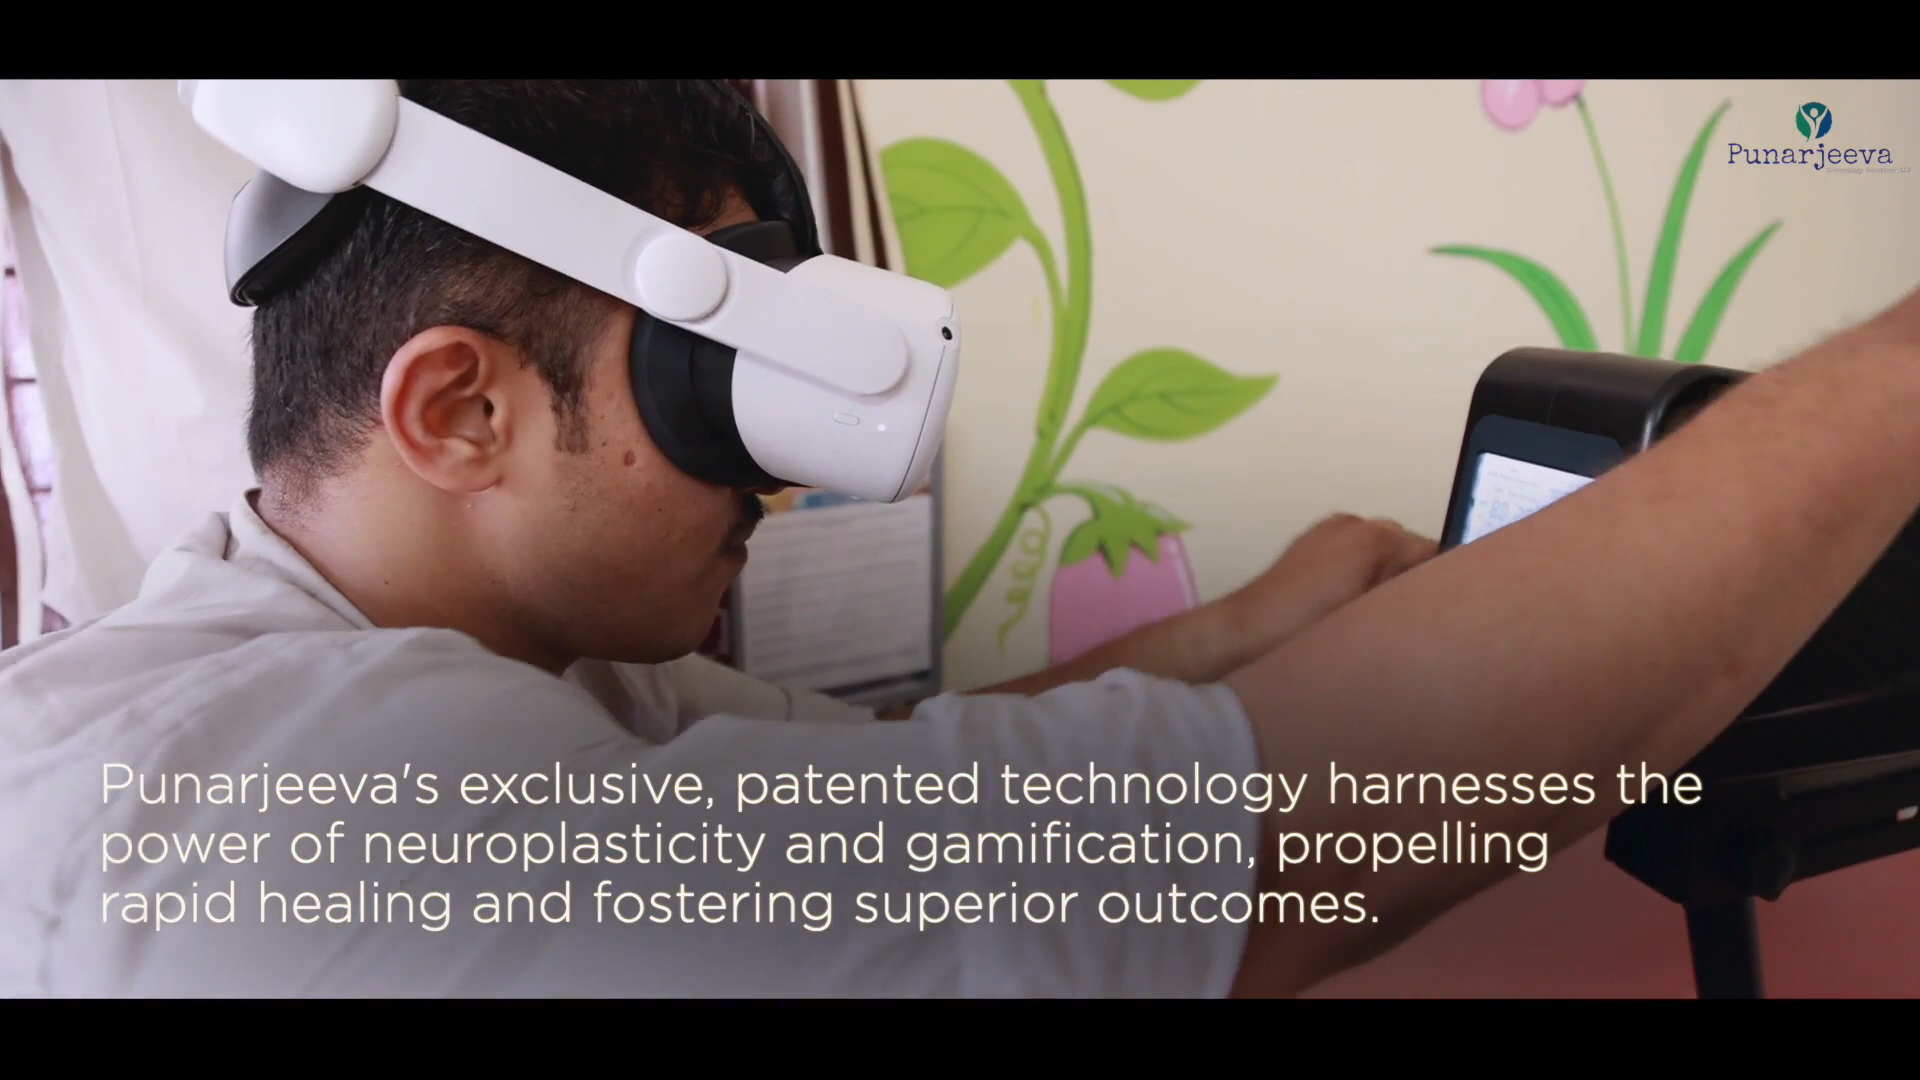 Punarjeeva
Punarjeeva's exclusive, patented technology harnesses the
power of neuroplasticity and gamification, propelling
rapid healing and fostering superior outcomes.